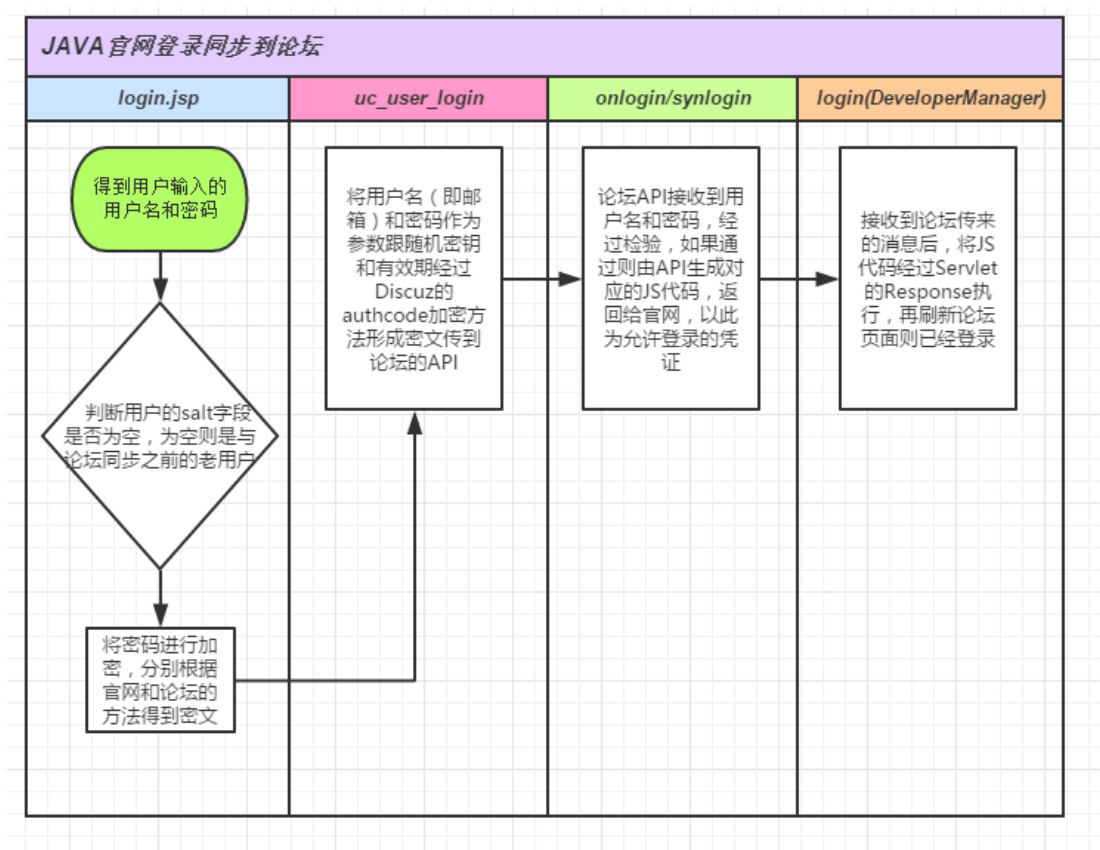 JAVA官网登录同步到论坛
login.jsp
uc_user_login
onlogin/synlogin
login(DeveloperManager)
得到用户输入的
用户名和密码
判断用户的salt字段
是否为空，为空则是与
论坛同步之前的老用户
将密码进行加
密，分别根据
官网和论坛的
方法得到密文
将用户名（即邮
箱）和密码作为
参数跟随机密钥
和有效期经过
Discuz的
authcode加密方
法形成密文传到
论坛的API
论坛API接收到用
户名和密码，经
过检验，如果通
过则由API生成对
应的JS代码，返
回给官网，以此
为允许登录的凭
证
接收到论坛传来
的消息后，将JS
代码经过Servlet
的Response执
行，再刷新论坛
页面则已经登录